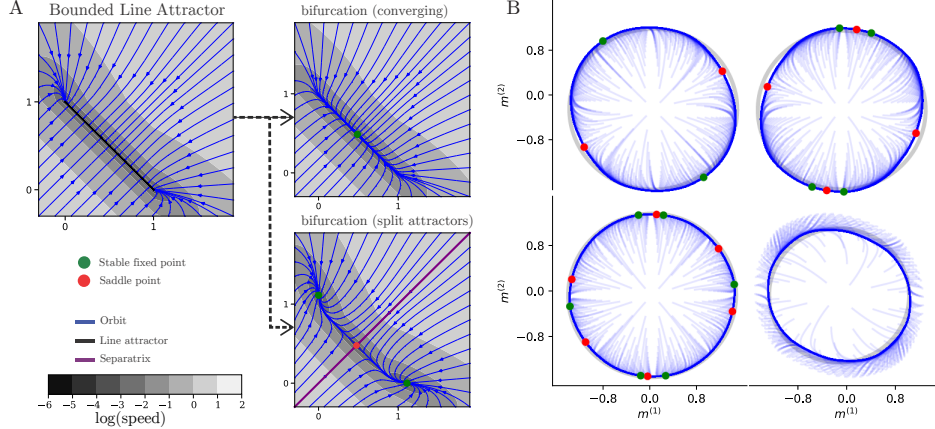 A
Bounded Line Attractor
1
0
0
1
bifurcation (converging)
1
0
0
1
bifurcation (split attractors)
1
0
0
1
Stable fixed point
Saddle point
Orbit
Line attractor
Separatrix
−6 −5 −4 −3 −2 −1 0 1 2
log(speed)
B
m(2)
0.8
0.0
−0.8
m(2)
0.8
0.0
−0.8
−0.8 0.0 0.8
m(1)
−0.8 0.0 0.8
m(1)